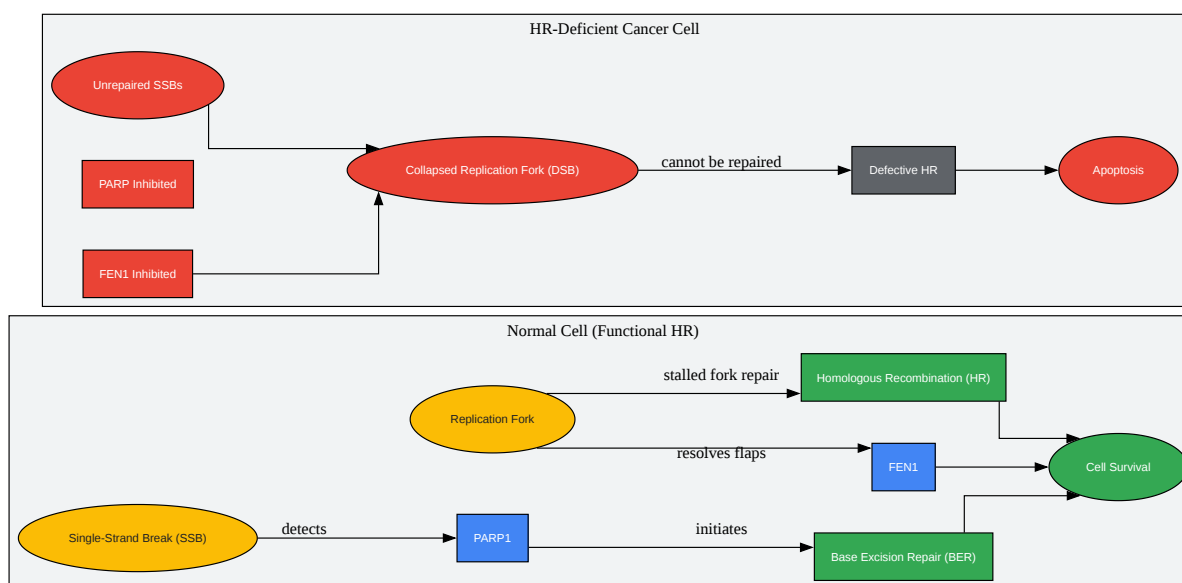 HR-Deficient Cancer Cell
Unrepaired SSBs
PARP Inhibited
FEN1 Inhibited
Collapsed Replication Fork (DSB)
cannot be repaired
Defective HR
Apoptosis
Normal Cell (Functional HR)
Replication Fork
stalled fork repair
Homologous Recombination (HR)
resolves flaps
FEN1
Cell Survival
Single-Strand Break (SSB)
detects
PARP1
initiates
Base Excision Repair (BER)